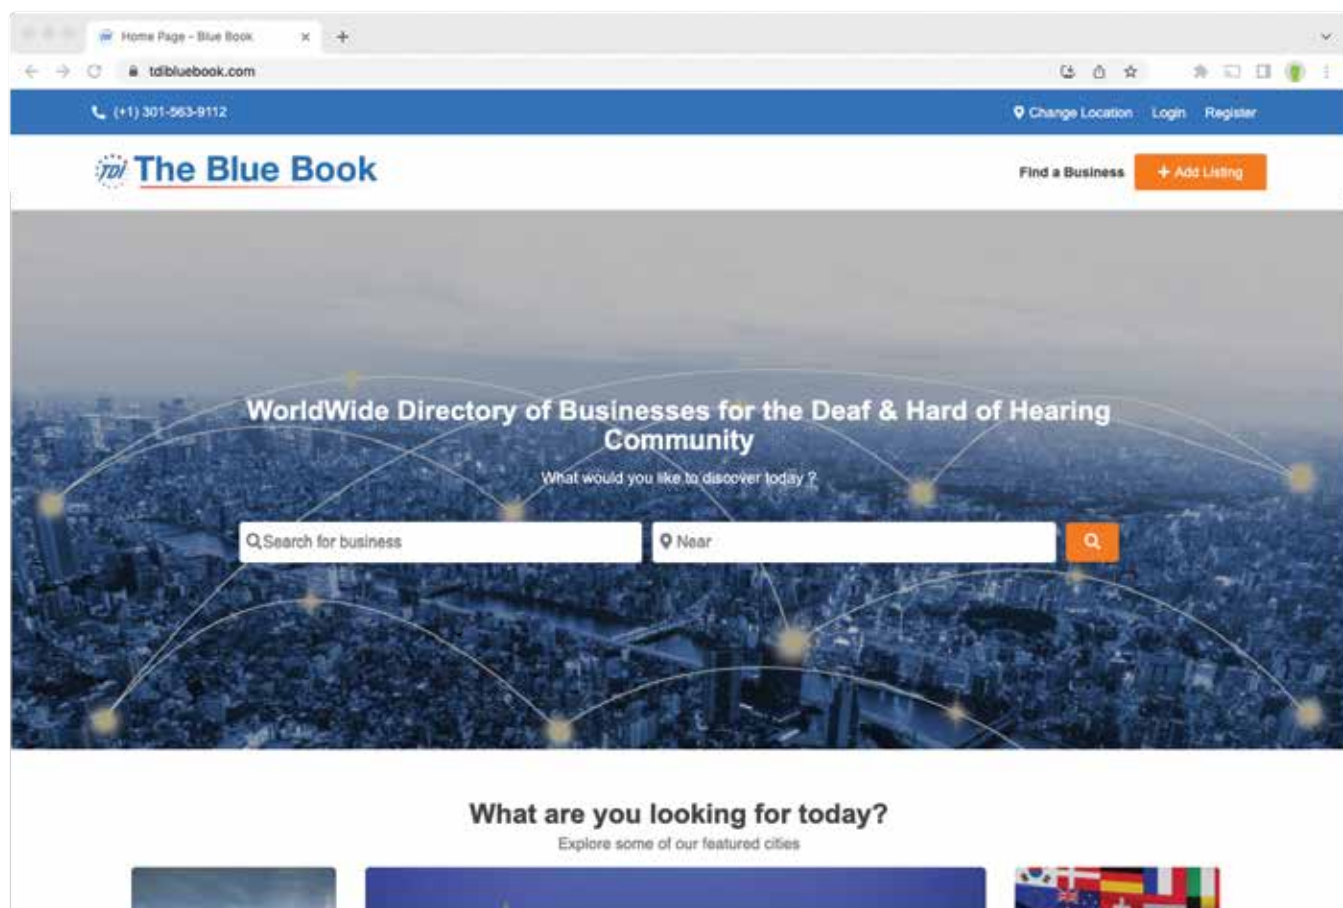 Home Page - Blue Book
tdibluebook.com
(+1) 301-563-9112
Change Location Login Register
TDI The Blue Book
Find a Business + Add Listing
WorldWide Directory of Businesses for the Deaf & Hard of Hearing
Community
What would you like to discover today ?
Search for business
Near
What are you looking for today?
Explore some of our featured cities